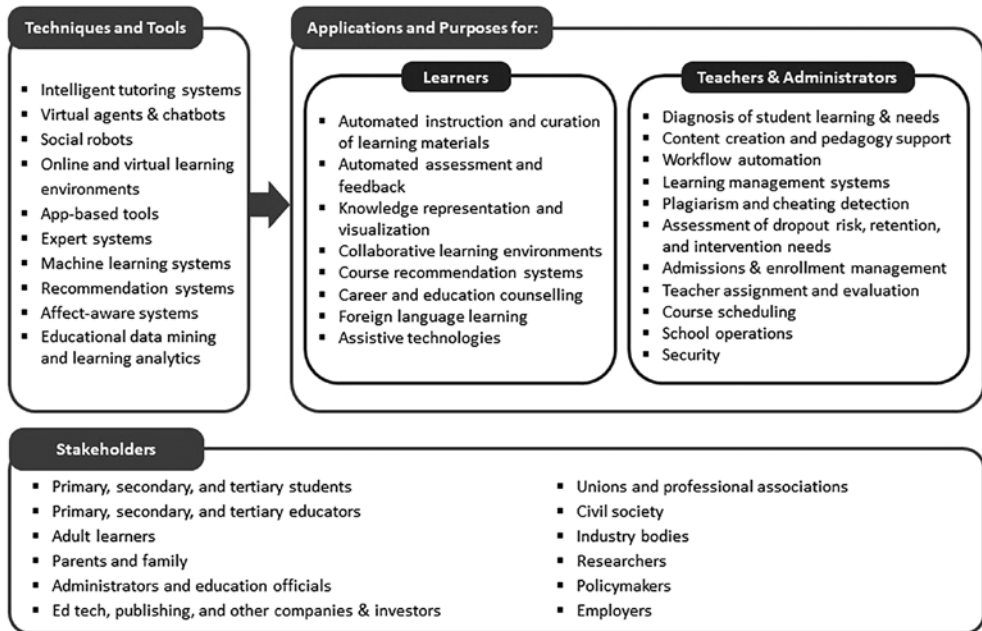 Techniques and Tools
▪ Intelligent tutoring systems
▪ Virtual agents & chatbots
▪ Social robots
▪ Online and virtual learning
environments
▪ App-based tools
▪ Expert systems
▪ Machine learning systems
▪ Recommendation systems
▪ Affect-aware systems
▪ Educational data mining
and learning analytics
Applications and Purposes for:
Learners
▪ Automated instruction and curation
of learning materials
▪ Automated assessment and
feedback
▪ Knowledge representation and
visualization
▪ Collaborative learning environments
▪ Course recommendation systems
▪ Career and education counselling
▪ Foreign language learning
▪ Assistive technologies
Teachers & Administrators
▪ Diagnosis of student learning & needs
▪ Content creation and pedagogy support
▪ Workflow automation
▪ Learning management systems
▪ Plagiarism and cheating detection
▪ Assessment of dropout risk, retention,
and intervention needs
▪ Admissions & enrollment management
▪ Teacher assignment and evaluation
▪ Course scheduling
▪ School operations
▪ Security
Stakeholders
▪ Primary, secondary, and tertiary students
▪ Primary, secondary, and tertiary educators
▪ Adult learners
▪ Parents and family
▪ Administrators and education officials
▪ Ed tech, publishing, and other companies & investors
▪ Unions and professional associations
▪ Civil society
▪ Industry bodies
▪ Researchers
▪ Policymakers
▪ Employers